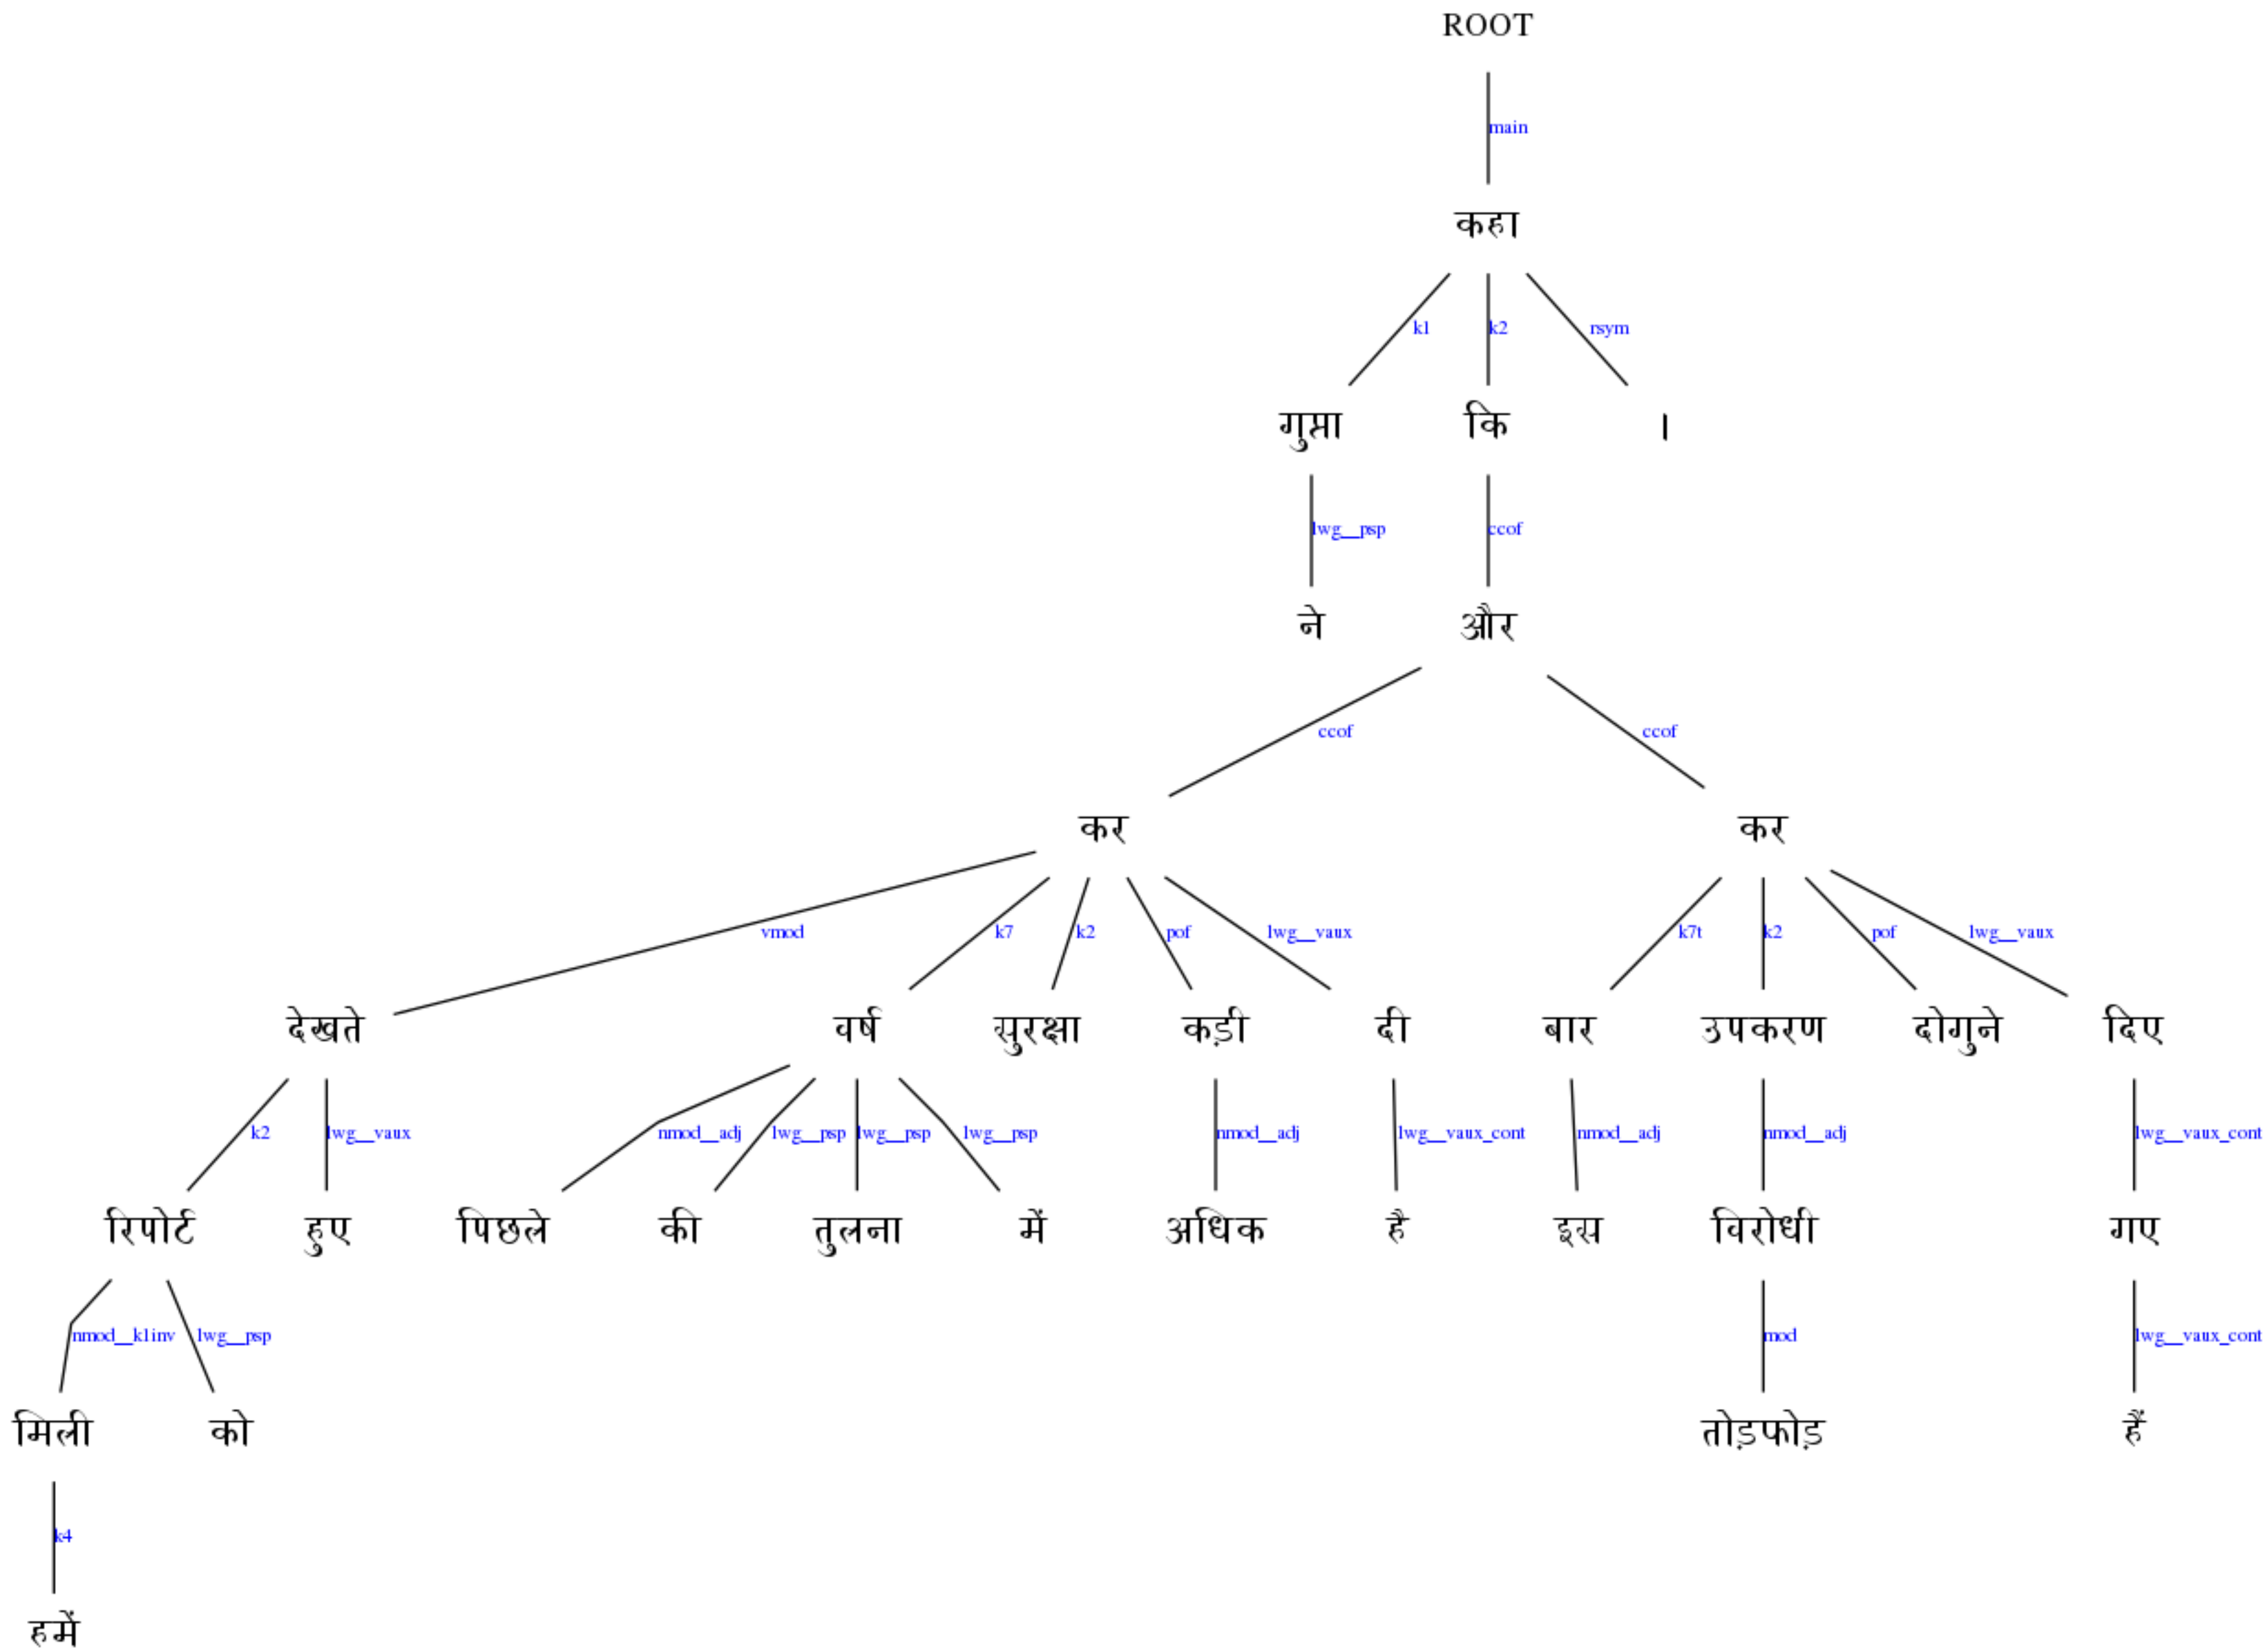 ROOT
main
कहा
k1 k2 rsym
गुप्ता कि ।
lwg__psp ccof
ने और
ccof ccof
कर कर
vmod k7 k2 pof lwg__vaux k7t k2 pof lwg__vaux
देखते वर्ष सुरक्षा कड़ी दी बार उपकरण दोगुने दिए
k2 lwg__vaux nmod__adj lwg__psp lwg__psp lwg__psp nmod__adj lwg__vaux_cont nmod__adj nmod__adj lwg__vaux_cont
रिपोर्ट हुए पिछले की तुलना में अधिक है इस विरोधी गए
nmod__k1inv lwg__psp mod lwg__vaux_cont
मिली को तोड़फोड़ हैं
k4
हमें